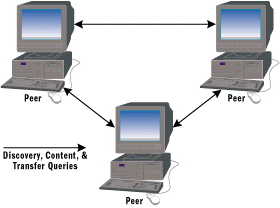 Peer
Peer
Discovery, Content, &
Transfer Queries
Peer